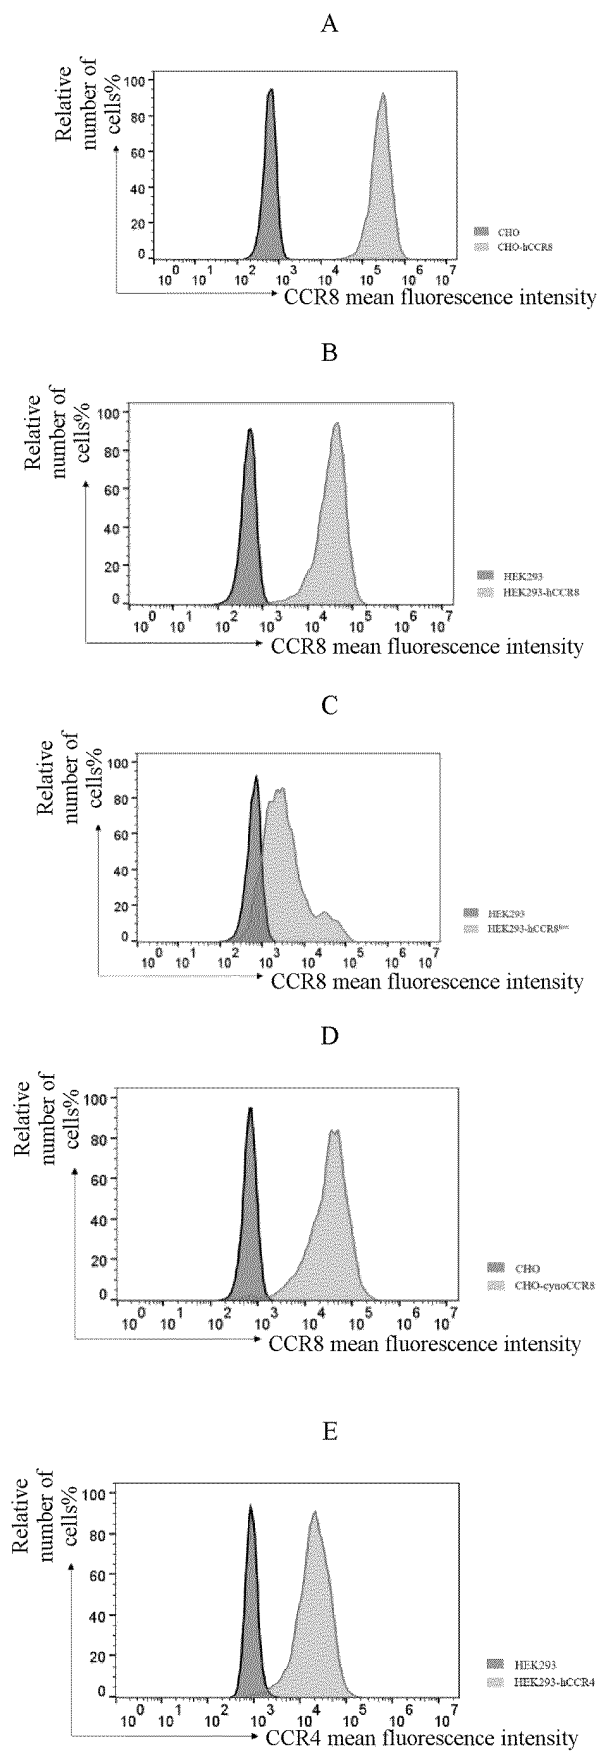 A
Relative
number of
cells%
100
80
60
40
20
0
10^0 10^1 10^2 10^3 10^4 10^5 10^6 10^7
CHO
CHO-hCCR8
CCR8 mean fluorescence intensity
B
Relative
number of
cells%
100
80
60
40
20
0
10^0 10^1 10^2 10^3 10^4 10^5 10^6 10^7
HEK293
HEK293-hCCR8
CCR8 mean fluorescence intensity
C
Relative
number of
cells%
100
80
60
40
20
0
10^0 10^1 10^2 10^3 10^4 10^5 10^6 10^7
HEK293
HEK293-hCCR8^low
CCR8 mean fluorescence intensity
D
Relative
number of
cells%
100
80
60
40
20
0
10^0 10^1 10^2 10^3 10^4 10^5 10^6 10^7
CHO
CHO-cynoCCR8
CCR8 mean fluorescence intensity
E
Relative
number of
cells%
100
80
60
40
20
0
10^0 10^1 10^2 10^3 10^4 10^5 10^6 10^7
HEK293
HEK293-hCCR4
CCR4 mean fluorescence intensity